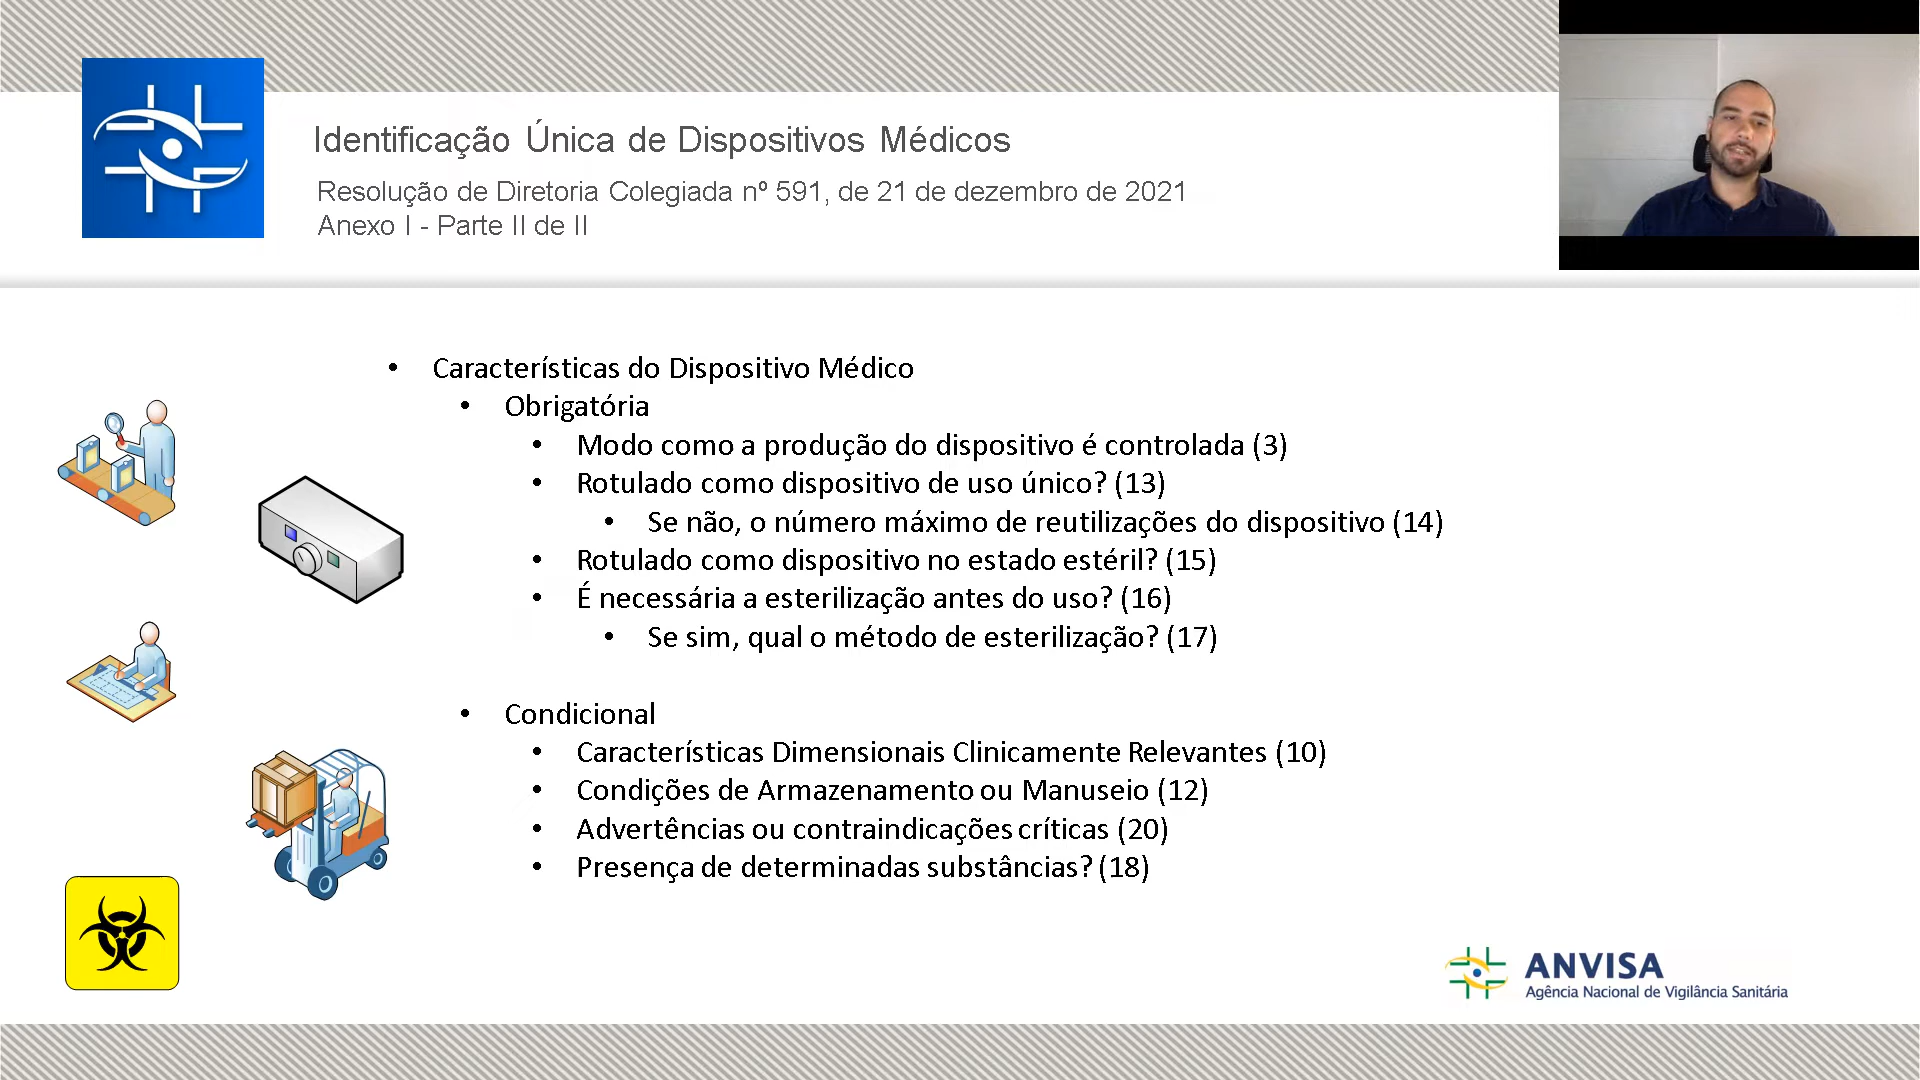 Identificação Única de Dispositivos Médicos
Resolução de Diretoria Colegiada nº 591, de 21 de dezembro de 2021
Anexo I - Parte II de II
• Características do Dispositivo Médico
• Obrigatória
• Modo como a produção do dispositivo é controlada (3)
• Rotulado como dispositivo de uso único? (13)
• Se não, o número máximo de reutilizações do dispositivo (14)
• Rotulado como dispositivo no estado estéril? (15)
• É necessária a esterilização antes do uso? (16)
• Se sim, qual o método de esterilização? (17)
• Condicional
• Características Dimensionais Clinicamente Relevantes (10)
• Condições de Armazenamento ou Manuseio (12)
• Advertências ou contraindicações críticas (20)
• Presença de determinadas substâncias? (18)
ANVISA
Agência Nacional de Vigilância Sanitária